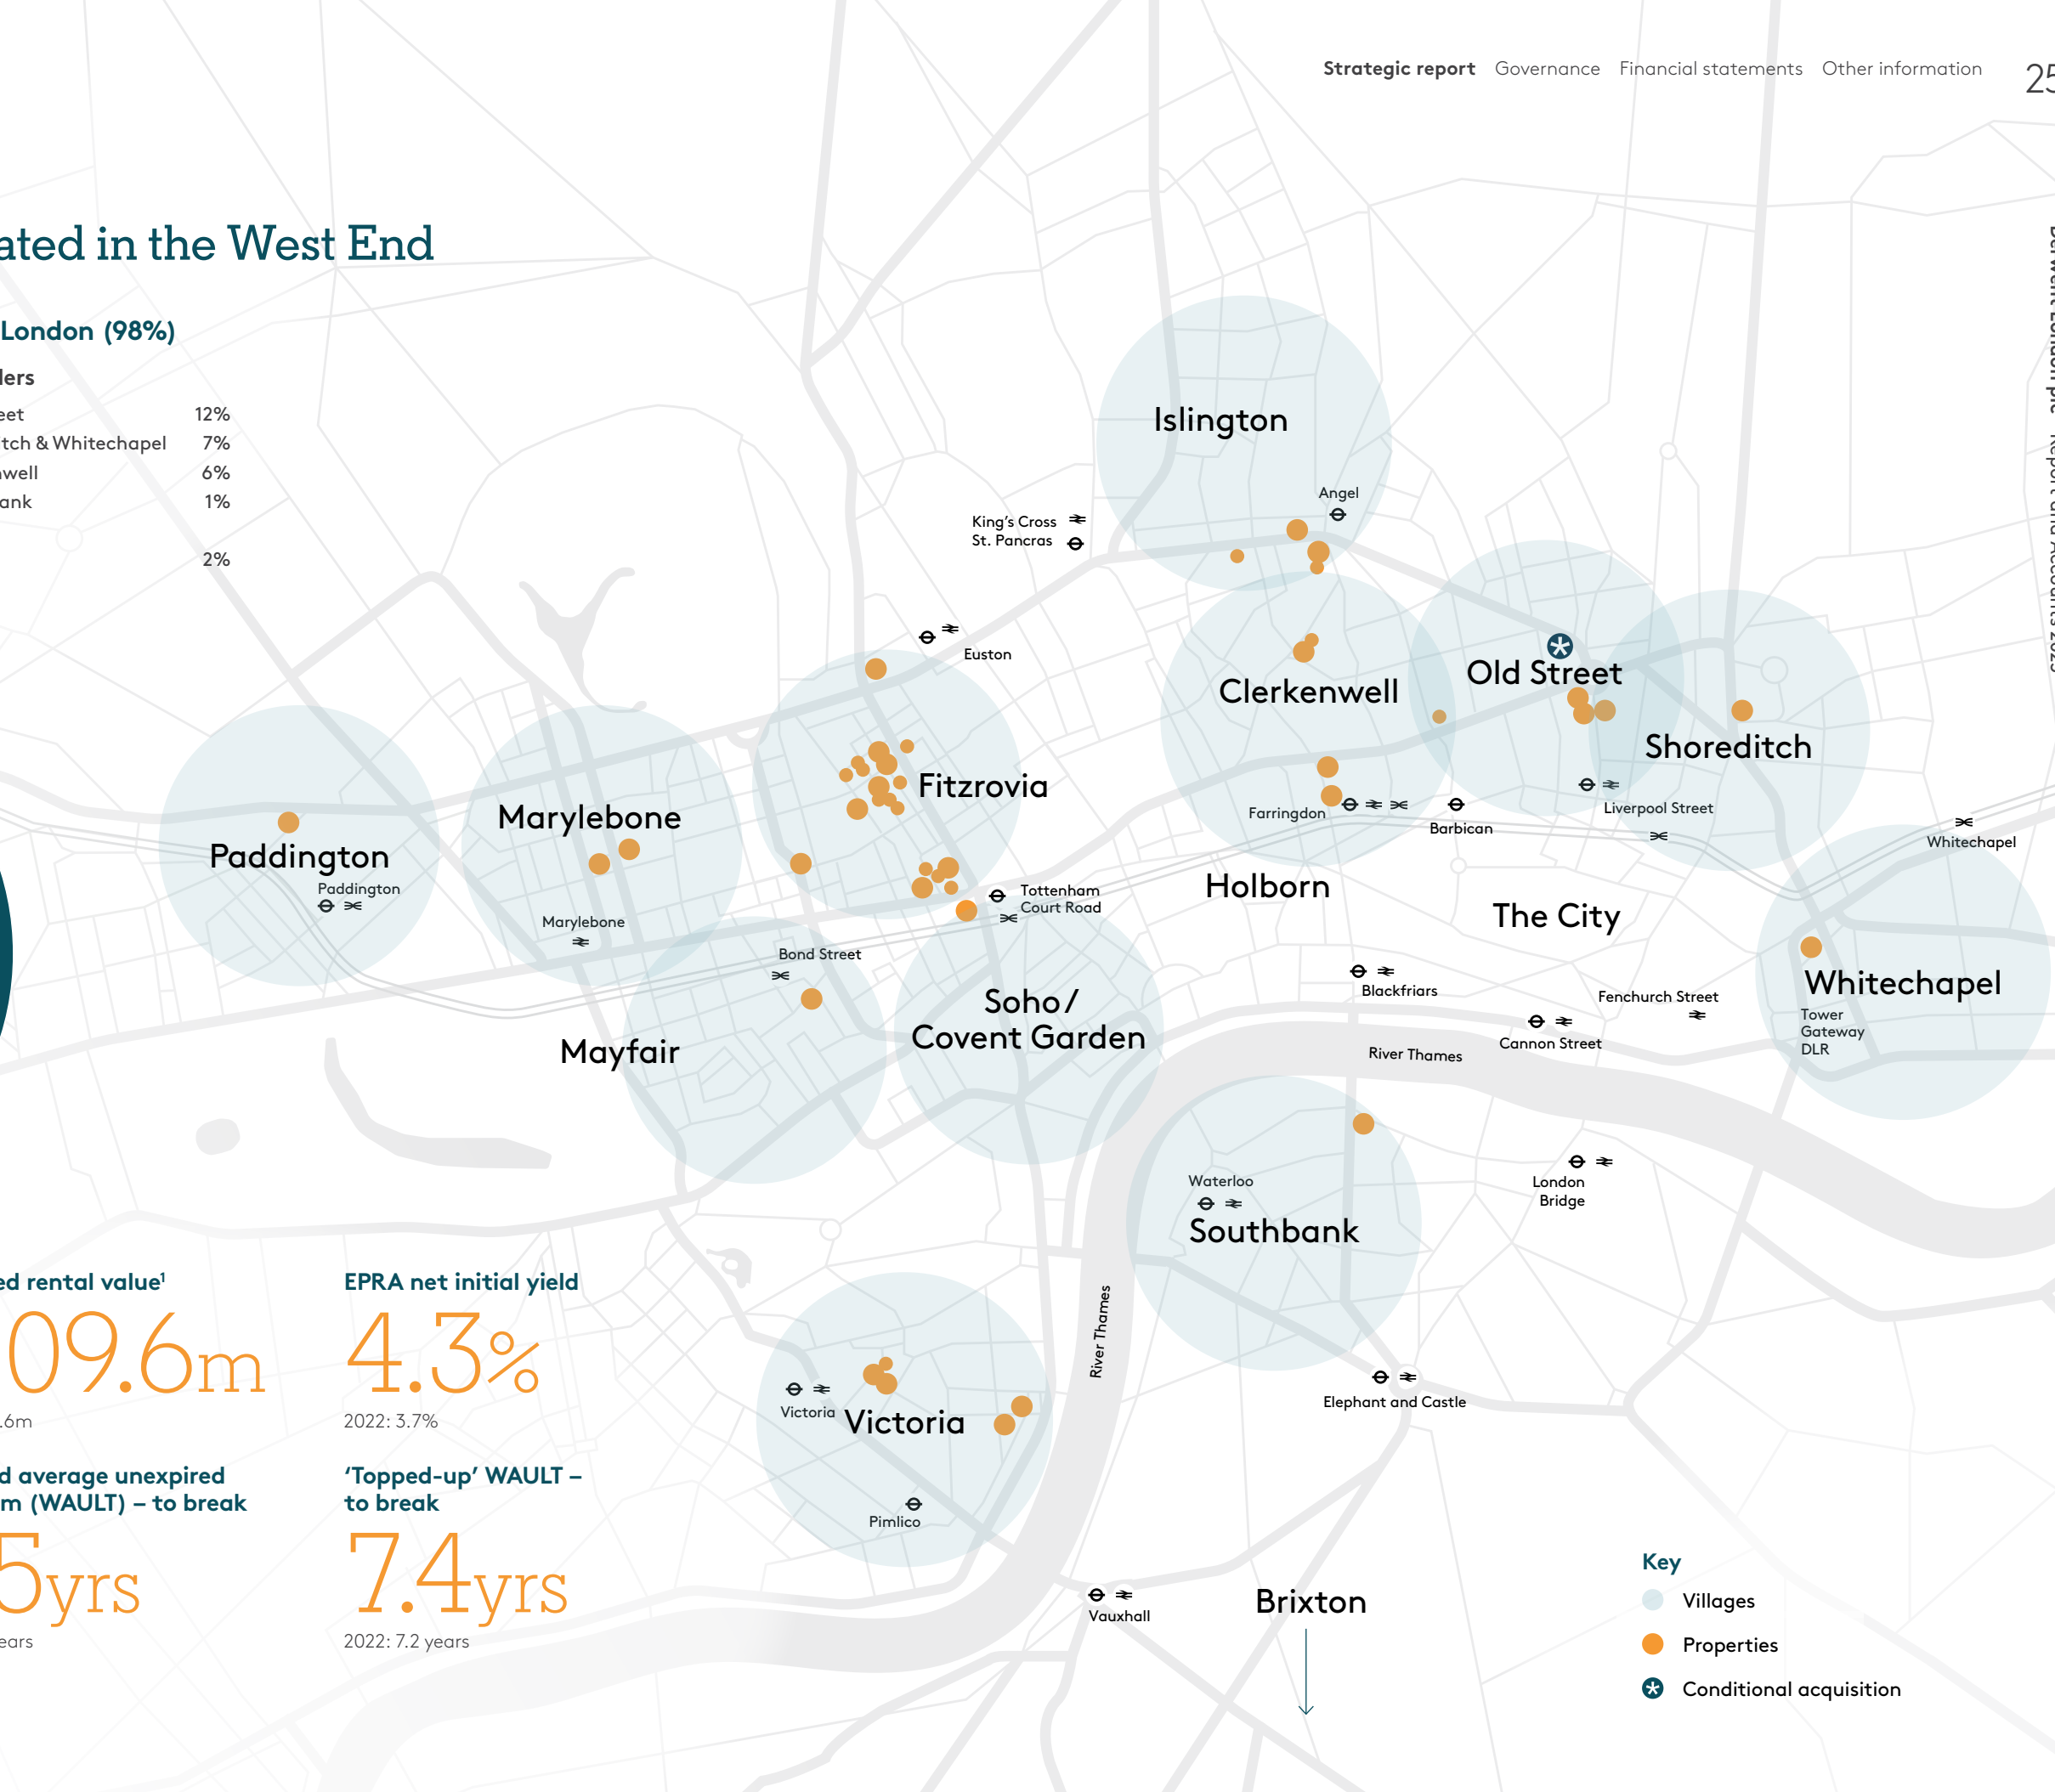 Strategic report Governance Financial statements Other information
ated in the West End
London (98%)
12%
tch & Whitechapel 7%
6%
1%
2%
Islington
Angel
King's Cross
St. Pancras
Euston
Old Street
Clerkenwell
Shoreditch
Fitzrovia
Marylebone
Paddington
Paddington
Marylebone
Farringdon
Barbican
Liverpool Street
Whitechapel
Holborn
The City
Tottenham
Court Road
Bond Street
Mayfair
Soho/
Covent Garden
Blackfriars
Fenchurch Street
Cannon Street
River Thames
Whitechapel
Tower
Gateway
DLR
London
Bridge
Waterloo
Southbank
River Thames
Elephant and Castle
Victoria
Victoria
Pimlico
Vauxhall
Brixton
ed rental value¹
09.6m
.6m
EPRA net initial yield
4.3%
2022: 3.7%
d average unexpired
m (WAULT) – to break
5yrs
ears
‘Topped-up’ WAULT –
to break
7.4yrs
2022: 7.2 years
Key
Villages
Properties
Conditional acquisition